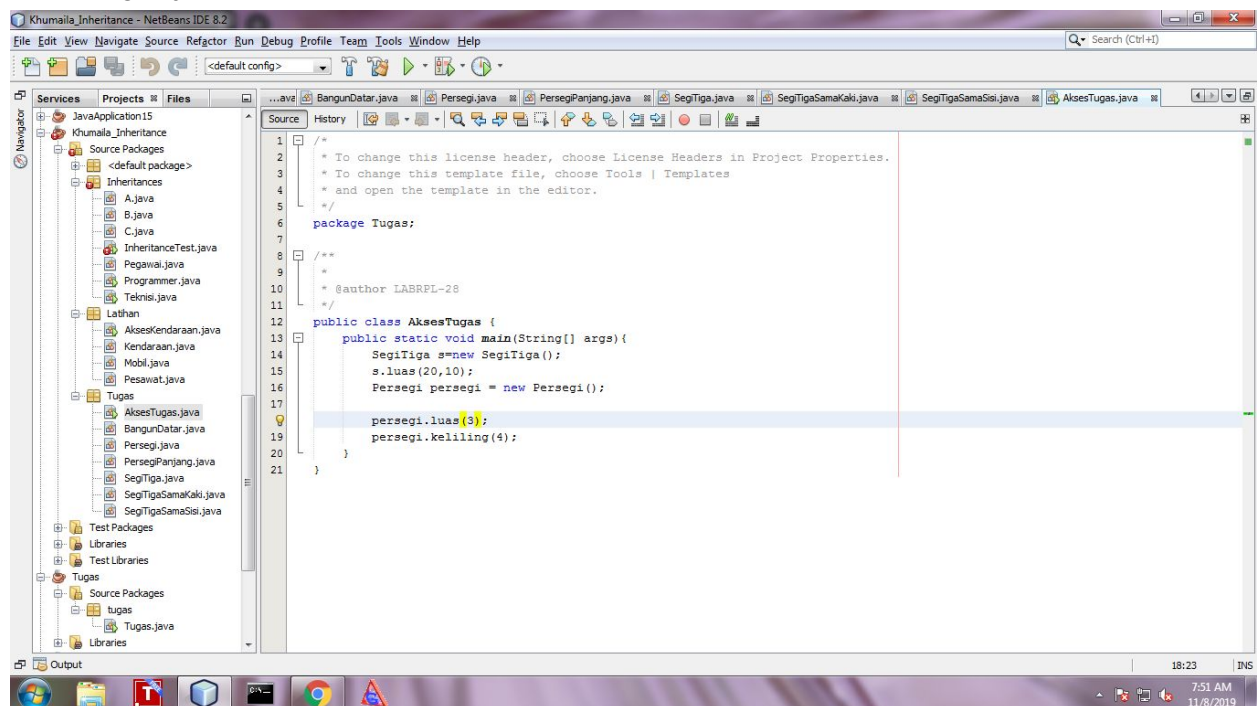 Khumaila_Inheritance - NetBeans IDE 8.2
File Edit View Navigate Source Refactor Run Debug Profile Team Tools Window Help
Search (Ctrl+I)
<default config>
Services Projects Files
...ava BangunDatar.java Persegi.java PersegiPanjang.java SegiTiga.java SegiTigaSamaKaki.java SegiTigaSamaSisi.java AksesTugas.java
Navigator
Source History
JavaApplication15
Khumaila_Inheritance
Source Packages
<default package>
Inheritances
A.java
B.java
C.java
InheritanceTest.java
Pegawai.java
Programmer.java
Teknisi.java
Latihan
AksesKendaraan.java
Kendaraan.java
Mobil.java
Pesawat.java
Tugas
AksesTugas.java
BangunDatar.java
Persegi.java
PersegiPanjang.java
SegiTiga.java
SegiTigaSamaKaki.java
SegiTigaSamaSisi.java
Test Packages
Libraries
Test Libraries
Tugas
Source Packages
tugas
Tugas.java
Libraries
1 /*
2 * To change this license header, choose License Headers in Project Properties.
3 * To change this template file, choose Tools | Templates
4 * and open the template in the editor.
5 */
6 package Tugas;
7
8 /**
9 *
10 * @author LABRPL-28
11 */
12 public class AksesTugas {
13 public static void main(String[] args){
14 SegiTiga s=new SegiTiga();
15 s.luas(20,10);
16 Persegi persegi = new Persegi();
17
persegi.luas(3);
19 persegi.keliling(4);
20 }
21 }
Output
18:23 INS
7:51 AM
11/8/2019